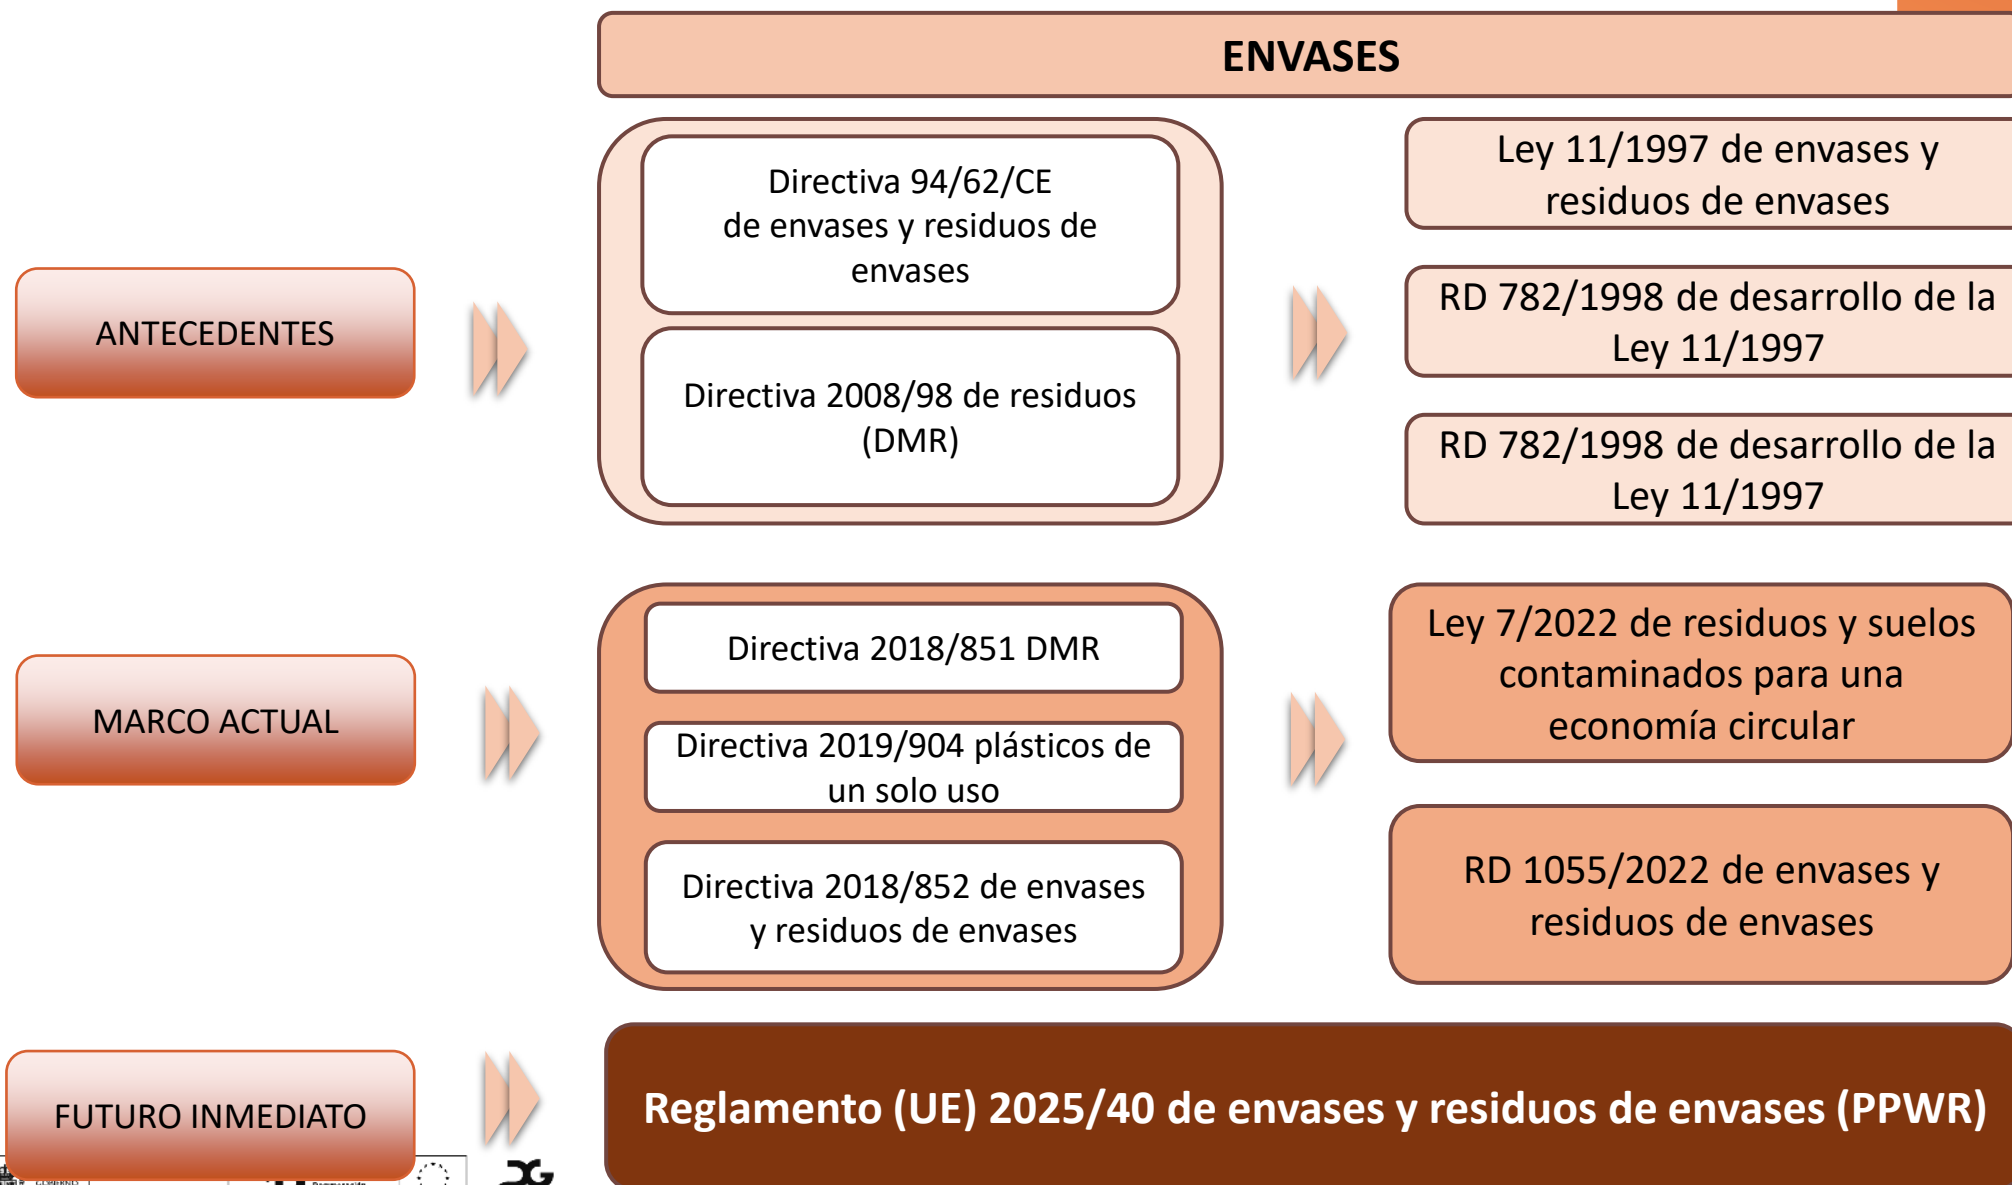 ENVASES
ANTECEDENTES
Directiva 94/62/CE
de envases y residuos de
envases
Directiva 2008/98 de residuos
(DMR)
Ley 11/1997 de envases y
residuos de envases
RD 782/1998 de desarrollo de la
Ley 11/1997
RD 782/1998 de desarrollo de la
Ley 11/1997
MARCO ACTUAL
Directiva 2018/851 DMR
Directiva 2019/904 plásticos de
un solo uso
Directiva 2018/852 de envases
y residuos de envases
Ley 7/2022 de residuos y suelos
contaminados para una
economía circular
RD 1055/2022 de envases y
residuos de envases
FUTURO INMEDIATO
Reglamento (UE) 2025/40 de envases y residuos de envases (PPWR)